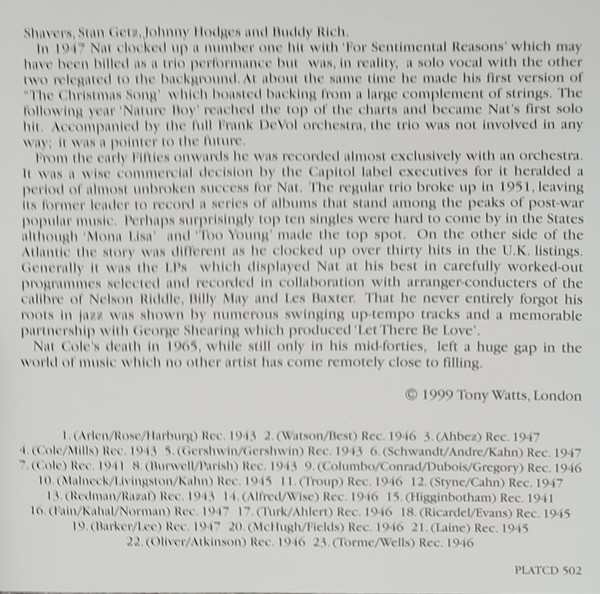 Shavers, Stan Getz, Johnny Hodges and Buddy Rich.
In 1947 Nat clocked up a number one hit with 'For Sentimental Reasons' which may
have been billed as a trio performance but was, in reality, a solo vocal with the other
two relegated to the background. At about the same time he made his first version of
"The Christmas Song' which boasted backing from a large complement of strings. The
following year 'Nature Boy' reached the top of the charts and became Nat's first solo
hit. Accompanied by the full Frank DeVol orchestra, the trio was not involved in any
way; it was a pointer to the future.
From the early Fifties onwards he was recorded almost exclusively with an orchestra.
It was a wise commercial decision by the Capitol label executives for it heralded a
period of almost unbroken success for Nat. The regular trio broke up in 1951, leaving
its former leader to record a series of albums that stand among the peaks of post-war
popular music. Perhaps surprisingly top ten singles were hard to come by in the States
although 'Mona Lisa' and 'Too Young' made the top spot. On the other side of the
Atlantic the story was different as he clocked up over thirty hits in the U.K. listings.
Generally it was the LPs which displayed Nat at his best in carefully worked-out
programmes selected and recorded in collaboration with arranger-conducters of the
calibre of Nelson Riddle, Billy May and Les Baxter. That he never entirely forgot his
roots in jazz was shown by numerous swinging up-tempo tracks and a memorable
partnership with George Shearing which produced 'Let There Be Love'.
Nat Cole's death in 1965, while still only in his mid-forties, left a huge gap in the
world of music which no other artist has come remotely close to filling.
© 1999 Tony Watts, London
1. (Arlen/Rose/Harburg) Rec. 1943 2. (Watson/Best) Rec. 1946 3. (Ahbez) Rec. 1947
4. (Cole/Mills) Rec. 1943 5. (Gershwin/Gershwin) Rec. 1943 6. (Schwandt/Andre/Kahn) Rec. 1947
7. (Cole) Rec. 1941 8. (Burwell/Parish) Rec. 1943 9. (Columbo/Conrad/Dubois/Gregory) Rec. 1946
10. (Malneck/Livingston/Kahn) Rec. 1945 11. (Troup) Rec. 1946 12. (Styne/Cahn) Rec. 1947
13. (Redman/Razaf) Rec. 1943 14. (Alfred/Wise) Rec. 1946 15. (Higginbotham) Rec. 1941
16. (Fain/Kahal/Norman) Rec. 1947 17. (Turk/Ahlert) Rec. 1946 18. (Ricardel/Evans) Rec. 1945
19. (Barker/Lee) Rec. 1947 20. (McHugh/Fields) Rec. 1946 21. (Laine) Rec. 1945
22. (Oliver/Atkinson) Rec. 1946 23. (Torme/Wells) Rec. 1946
PLATCD 502